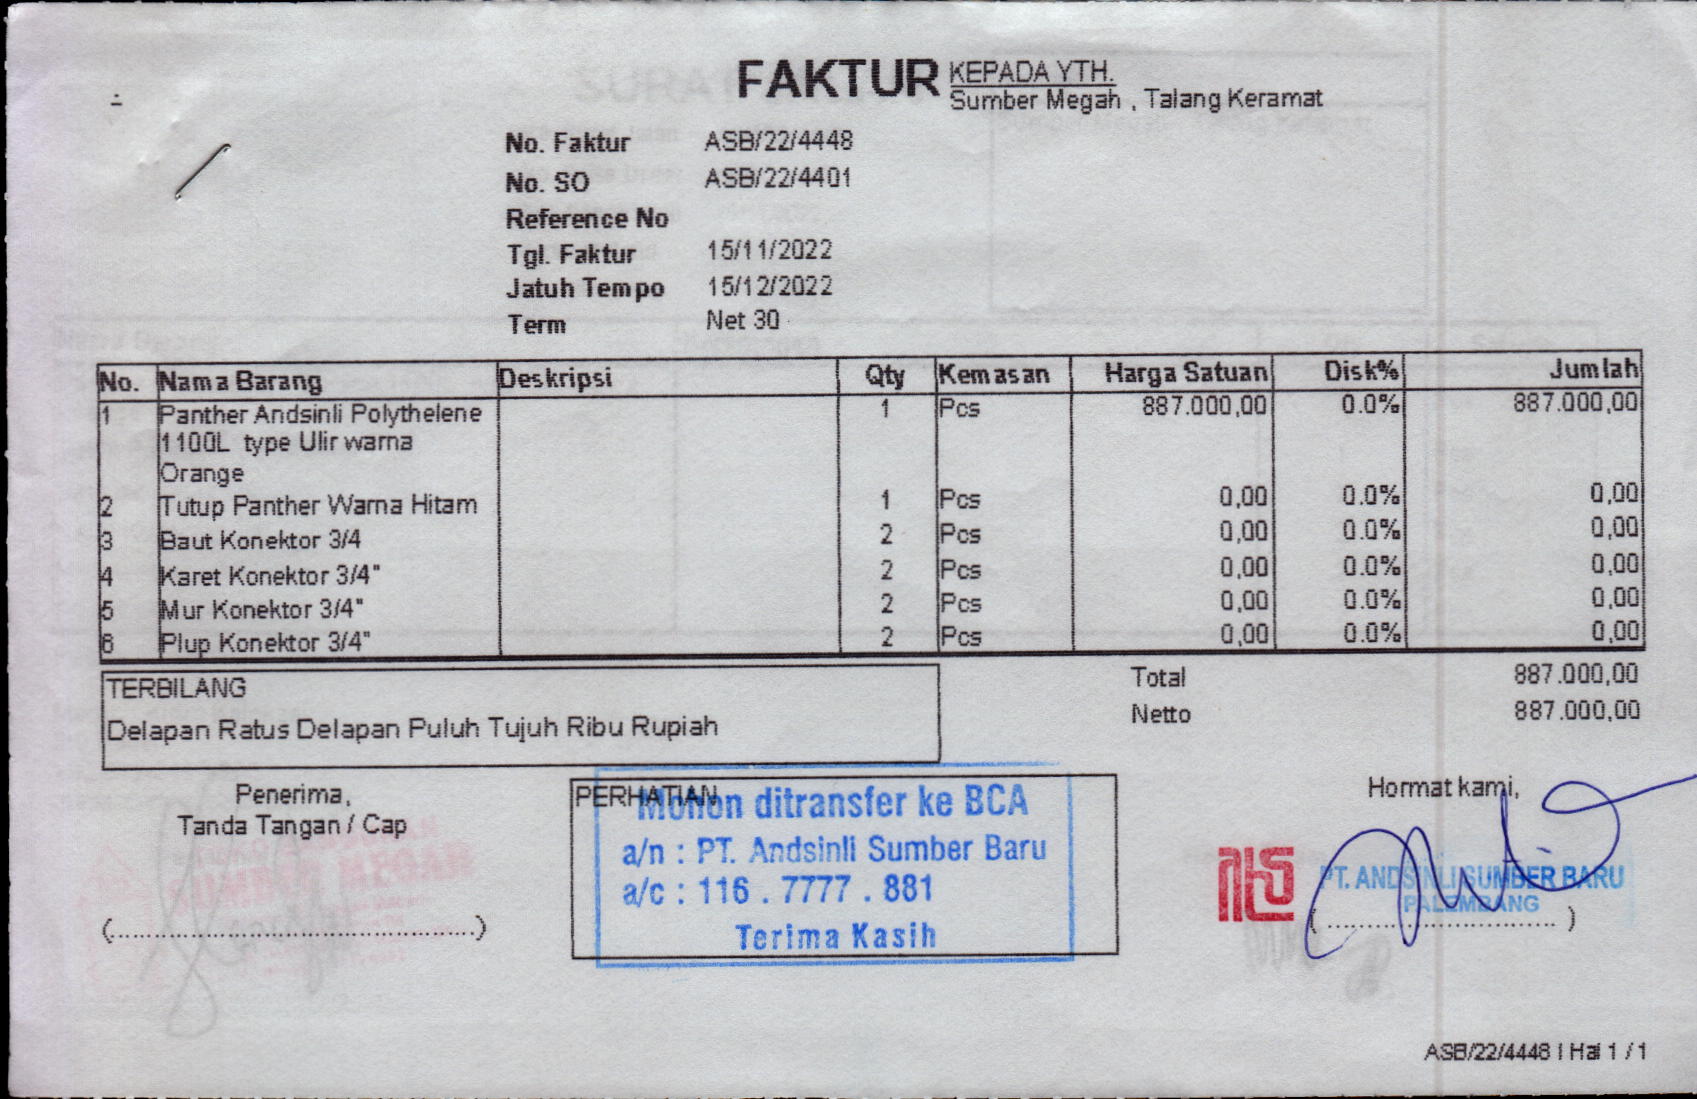 FAKTUR
KEPADA YTH.
Sumber Megah , Talang Keramat
No. Faktur ASB/22/4448
No. SO ASB/22/4401
Reference No
Tgl. Faktur 15/11/2022
Jatuh Tempo 15/12/2022
Term Net 30
No. Nama Barang Deskripsi Qty Kemasan Harga Satuan Disk% Jumlah
1 Panther Andsinli Polythelene 1 Pcs 887.000,00 0.0% 887.000,00
1100L type Ulir warna
Orange
2 Tutup Panther Warna Hitam 1 Pcs 0,00 0.0% 0,00
3 Baut Konektor 3/4 2 Pcs 0,00 0.0% 0,00
4 Karet Konektor 3/4" 2 Pcs 0,00 0.0% 0,00
5 Mur Konektor 3/4" 2 Pcs 0,00 0.0% 0,00
6 Plup Konektor 3/4" 2 Pcs 0,00 0.0% 0,00
TERBILANG
Delapan Ratus Delapan Puluh Tujuh Ribu Rupiah
Total 887.000,00
Netto 887.000,00
Penerima,
Tanda Tangan / Cap
(................................................)
PERHATIAN
Mohon ditransfer ke BCA
a/n : PT. Andsinli Sumber Baru
a/c : 116 . 7777 . 881
Terima Kasih
Hormat kami,
PT. ANDSINLI SUMBER BARU
PALEMBANG
(................................)
ASB/22/4448 | Hal 1 / 1